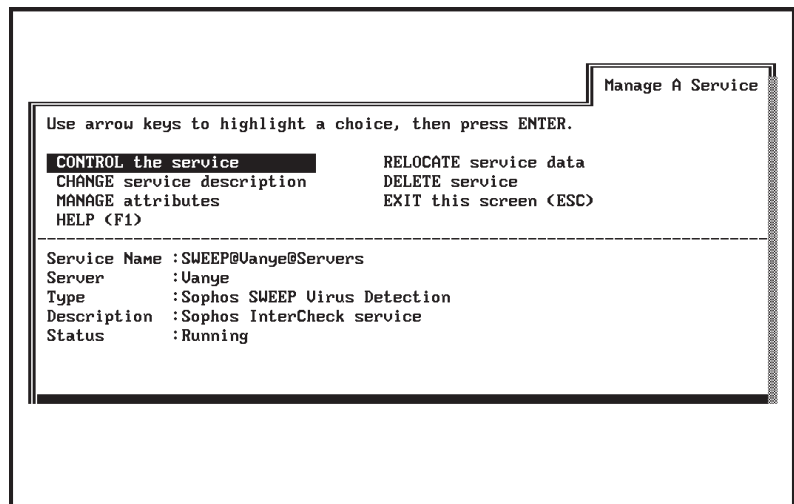 Manage A Service
Use arrow keys to highlight a choice, then press ENTER.
CONTROL the service RELOCATE service data
CHANGE service description DELETE service
MANAGE attributes EXIT this screen (ESC)
HELP (F1)
Service Name :SWEEP@Vanye@Servers
Server :Vanye
Type :Sophos SWEEP Virus Detection
Description :Sophos InterCheck service
Status :Running